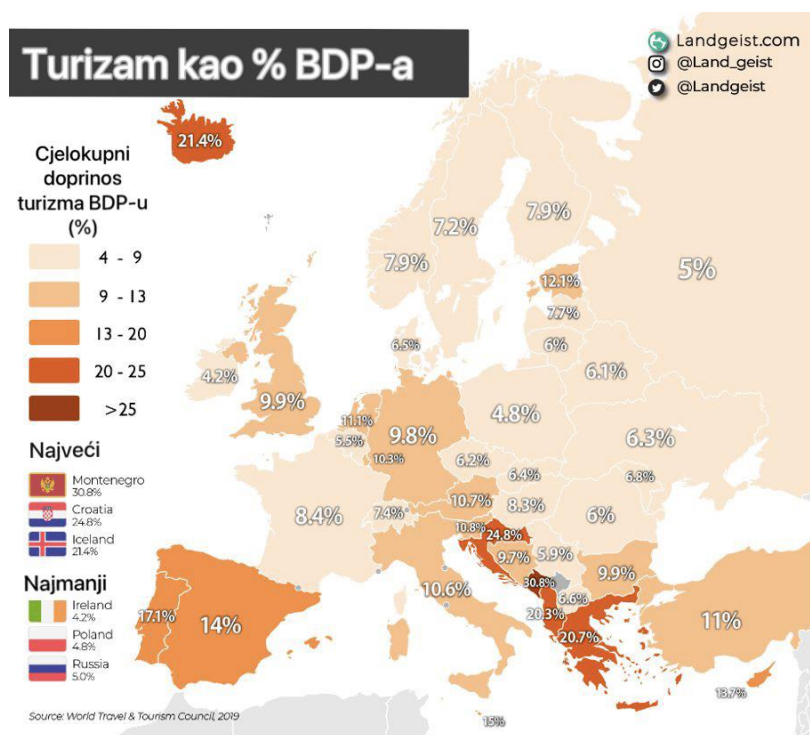 Turizam kao % BDP-a
Landgeist.com
@Land_geist
@Landgeist
Cjelokupni
doprinos
turizma BDP-u
(%)
4 - 9
9 - 13
13 - 20
20 - 25
>25
Najveći
Montenegro
30.8%
Croatia
24.8%
Iceland
21.4%
Najmanji
Ireland
4.2%
Poland
4.8%
Russia
5.0%
Source: World Travel & Tourism Council, 2019
21.4%
7.9%
7.2%
7.9%
5%
12.1%
7.7%
6%
6.5%
6.1%
4.2%
9.9%
11.1%
5.5%
9.8%
10.3%
4.8%
6.3%
6.2%
6.4%
6.8%
8.4%
7.4%
10.7%
8.3%
6%
10.8%
24.8%
9.7%
5.9%
9.9%
10.6%
30.8%
6.6%
20.3%
20.7%
11%
17.1%
14%
13.7%
15%